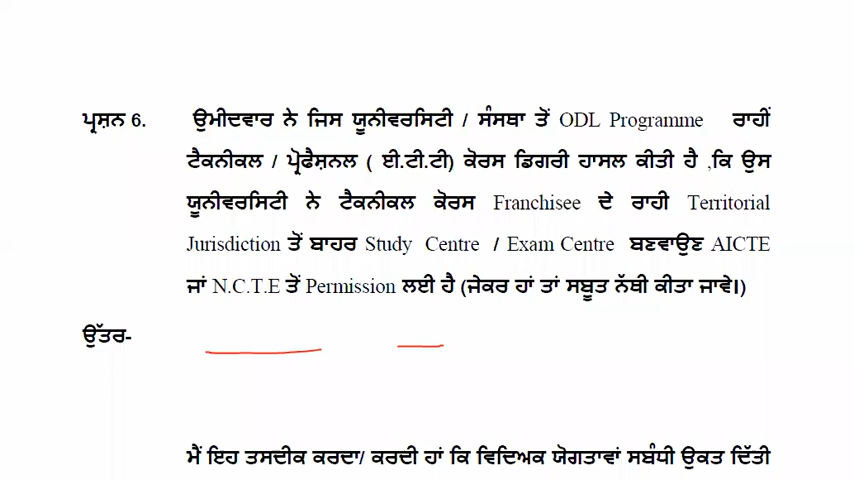 ਪ੍ਰਸ਼ਨ 6. ਉਮੀਦਵਾਰ ਨੇ ਜਿਸ ਯੂਨੀਵਰਸਿਟੀ / ਸੰਸਥਾ ਤੋਂ ODL Programme ਰਾਹੀਂ
ਟੈਕਨੀਕਲ / ਪ੍ਰੋਫੈਸ਼ਨਲ ( ਈ.ਟੀ.ਟੀ) ਕੋਰਸ ਡਿਗਰੀ ਹਾਸਲ ਕੀਤੀ ਹੈ ,ਕਿ ਉਸ
ਯੂਨੀਵਰਸਿਟੀ ਨੇ ਟੈਕਨੀਕਲ ਕੋਰਸ Franchisee ਦੇ ਰਾਹੀ Territorial
Jurisdiction ਤੋਂ ਬਾਹਰ Study Centre / Exam Centre ਬਣਵਾਉਣ AICTE
ਜਾਂ N.C.T.E ਤੋਂ Permission ਲਈ ਹੈ (ਜੇਕਰ ਹਾਂ ਤਾਂ ਸਬੂਤ ਨੱਥੀ ਕੀਤਾ ਜਾਵੇ।)
ਉੱਤਰ-
ਮੈਂ ਇਹ ਤਸਦੀਕ ਕਰਦਾ/ ਕਰਦੀ ਹਾਂ ਕਿ ਵਿਦਿਅਕ ਯੋਗਤਾਵਾਂ ਸਬੰਧੀ ਉਕਤ ਦਿੱਤੀ